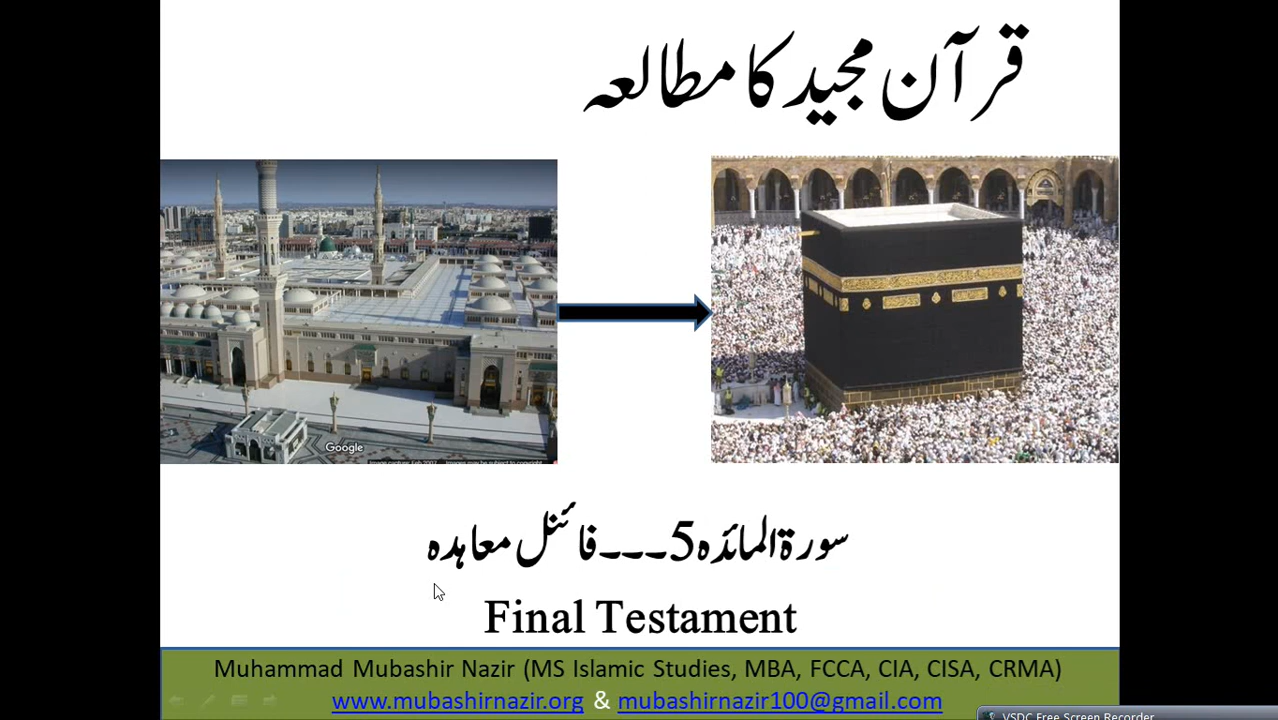 قرآن مجید کا مطالعہ
Google
سورۃ المائدہ 5۔۔۔ فائنل معاہدہ
Final Testament
Muhammad Mubashir Nazir (MS Islamic Studies, MBA, FCCA, CIA, CISA, CRMA)
www.mubashirnazir.org & mubashirnazir100@gmail.com
VSDC Free Screen Recorder